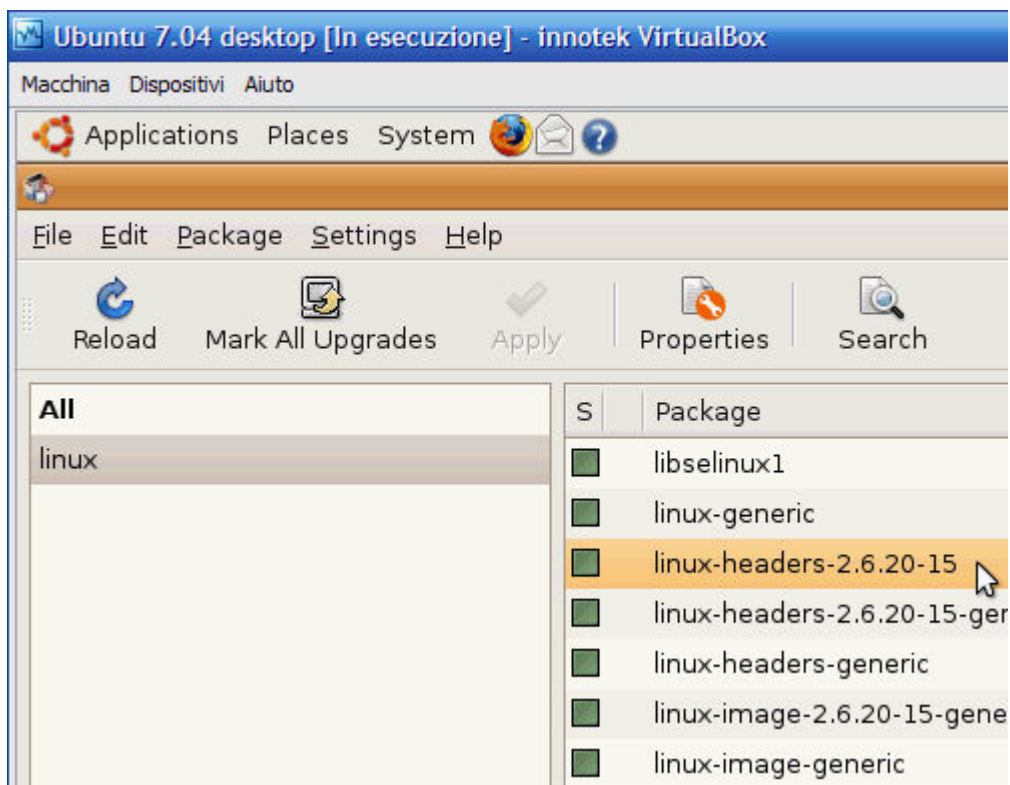 Ubuntu 7.04 desktop [In esecuzione] - innotek VirtualBox
Macchina Dispositivi Aiuto
Applications Places System
File Edit Package Settings Help
Reload Mark All Upgrades Apply Properties Search
All
linux
S Package
libselinux1
linux-generic
linux-headers-2.6.20-15
linux-headers-2.6.20-15-gen
linux-headers-generic
linux-image-2.6.20-15-gene
linux-image-generic